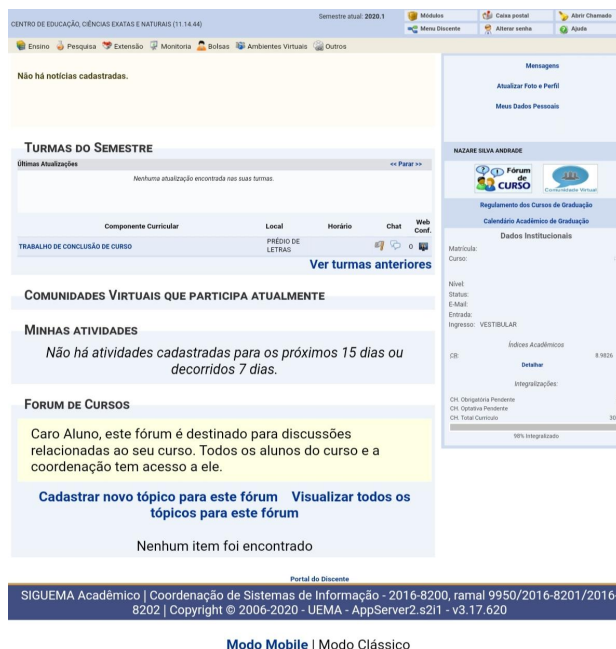 CENTRO DE EDUCAÇÃO, CIÊNCIAS EXATAS E NATURAIS (11.14.44)
Semestre atual: 2020.1
Módulos
Caixa postal
Abrir Chamado
Menu Discente
Alterar senha
Ajuda
Ensino Pesquisa Extensão Monitoria Bolsas Ambientes Virtuais Outros
Não há notícias cadastradas.
Mensagens
Atualizar Foto e Perfil
Meus Dados Pessoais
TURMAS DO SEMESTRE
Últimas Atualizações << Parar >>
Nenhuma atualização encontrada nas suas turmas.
Componente Curricular Local Horário Chat Web Conf.
TRABALHO DE CONCLUSÃO DE CURSO PRÉDIO DE LETRAS 0
Ver turmas anteriores
COMUNIDADES VIRTUAIS QUE PARTICIPA ATUALMENTE
MINHAS ATIVIDADES
Não há atividades cadastradas para os próximos 15 dias ou
decorridos 7 dias.
FORUM DE CURSOS
Caro Aluno, este fórum é destinado para discussões
relacionadas ao seu curso. Todos os alunos do curso e a
coordenação tem acesso a ele.
Cadastrar novo tópico para este fórum Visualizar todos os
tópicos para este fórum
Nenhum item foi encontrado
NAZARE SILVA ANDRADE
Fórum
de
CURSO
Comunidade Virtual
Regulamento dos Cursos de Graduação
Calendário Acadêmico de Graduação
Dados Institucionais
Matrícula:
Curso:
Nível:
Status:
E-Mail:
Entrada:
Ingresso: VESTIBULAR
Índices Acadêmicos
CR: 8.9826
Detalhar
Integralizações:
CH. Obrigatória Pendente
CH. Optativa Pendente
CH. Total Currículo 30
98% Integralizado
Portal do Discente
SIGUEMA Acadêmico | Coordenação de Sistemas de Informação - 2016-8200, ramal 9950/2016-8201/2016-
8202 | Copyright © 2006-2020 - UEMA - AppServer2.s2i1 - v3.17.620
Modo Mobile | Modo Clássico